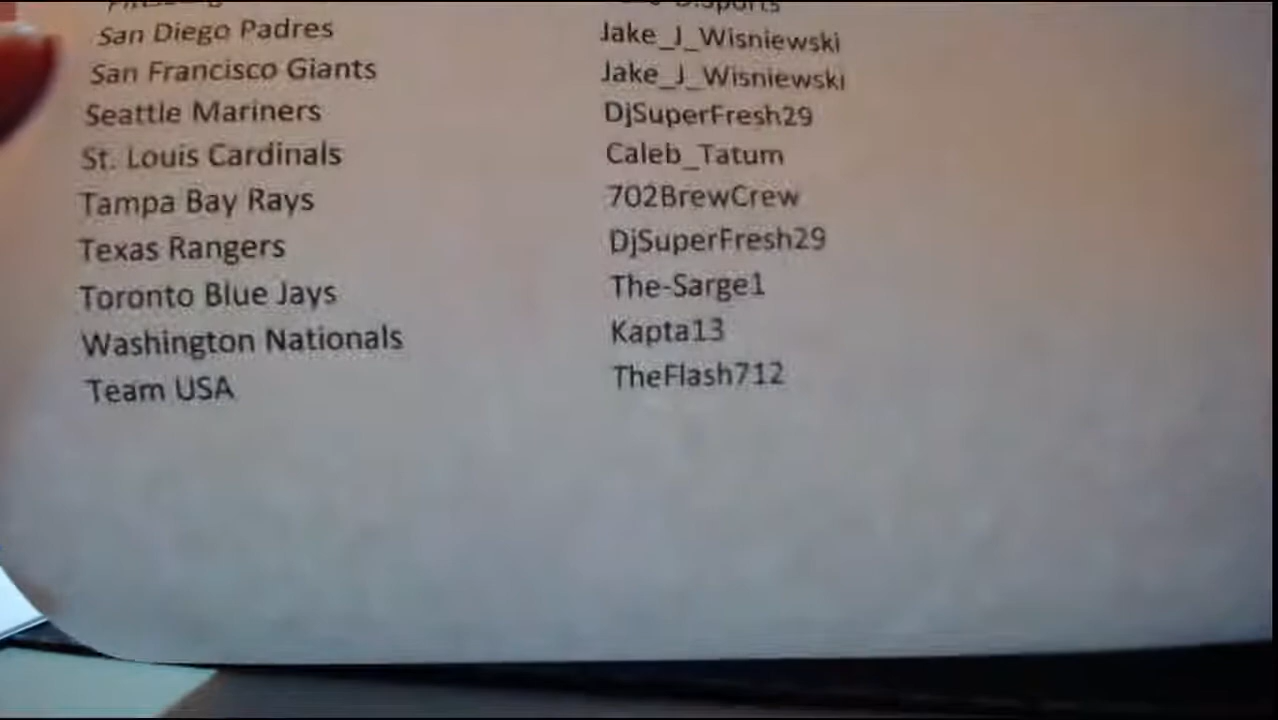 San Diego Padres Jake_J_Wisniewski
San Francisco Giants Jake_J_Wisniewski
Seattle Mariners DjSuperFresh29
St. Louis Cardinals Caleb_Tatum
Tampa Bay Rays 702BrewCrew
Texas Rangers DjSuperFresh29
Toronto Blue Jays The-Sarge1
Washington Nationals Kapta13
Team USA TheFlash712